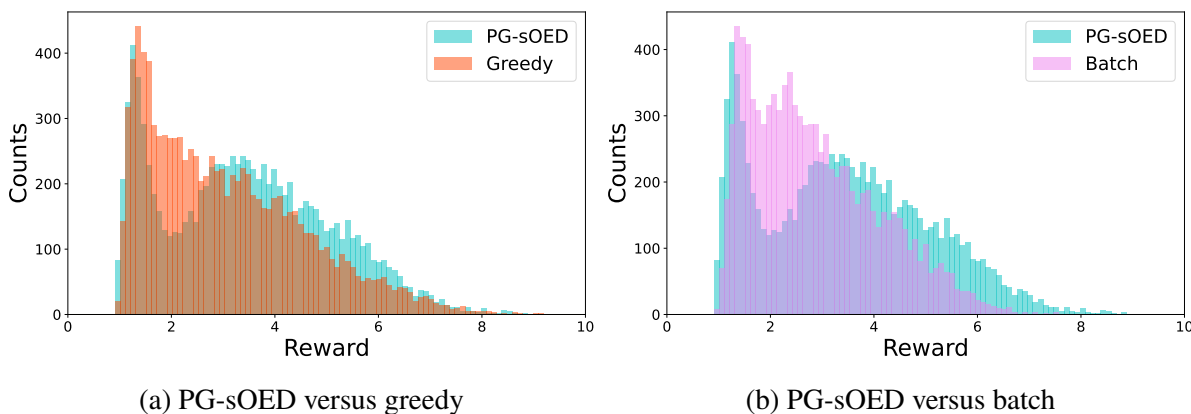 400
300
200
100
0
Counts
0 2 4 6 8 10
Reward
PG-sOED
Greedy
(a) PG-sOED versus greedy
400
300
200
100
0
Counts
0 2 4 6 8 10
Reward
PG-sOED
Batch
(b) PG-sOED versus batch